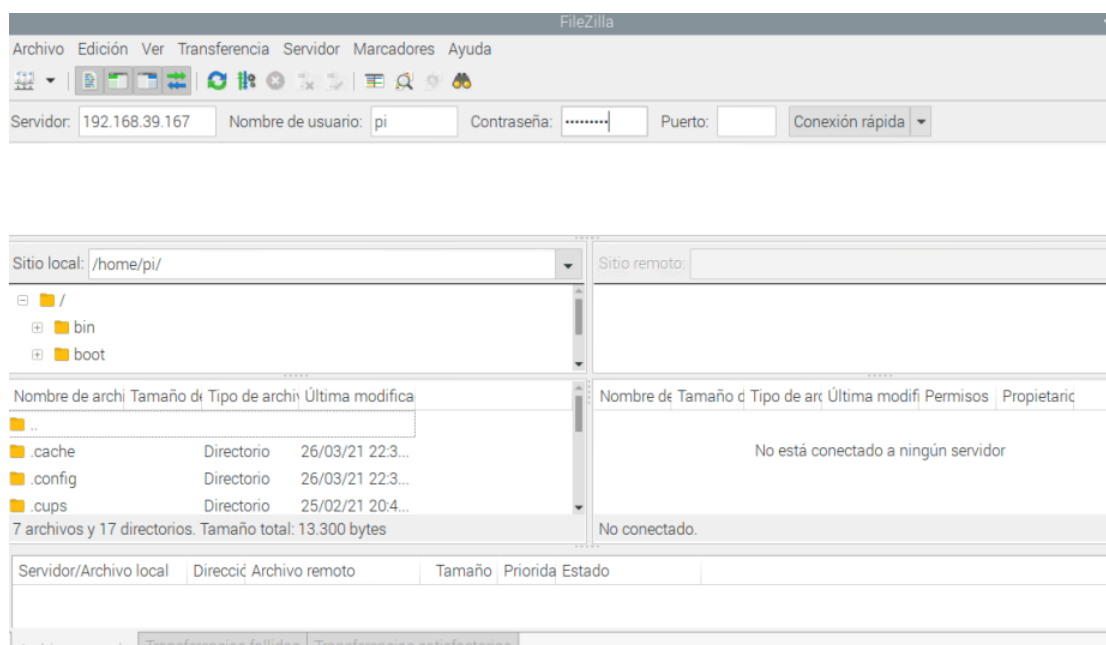 FileZilla
Archivo Edición Ver Transferencia Servidor Marcadores Ayuda
Servidor: 192.168.39.167 Nombre de usuario: pi Contraseña: ••••••••• Puerto: Conexión rápida
Sitio local: /home/pi/
Sitio remoto:
/
bin
boot
Nombre de archi Tamaño de Tipo de archiv Última modifica
..
.cache Directorio 26/03/21 22:3...
.config Directorio 26/03/21 22:3...
.cups Directorio 25/02/21 20:4...
7 archivos y 17 directorios. Tamaño total: 13.300 bytes
Nombre de Tamaño d Tipo de arc Última modifi Permisos Propietaric
No está conectado a ningún servidor
No conectado.
Servidor/Archivo local Direcció Archivo remoto Tamaño Priorida Estado